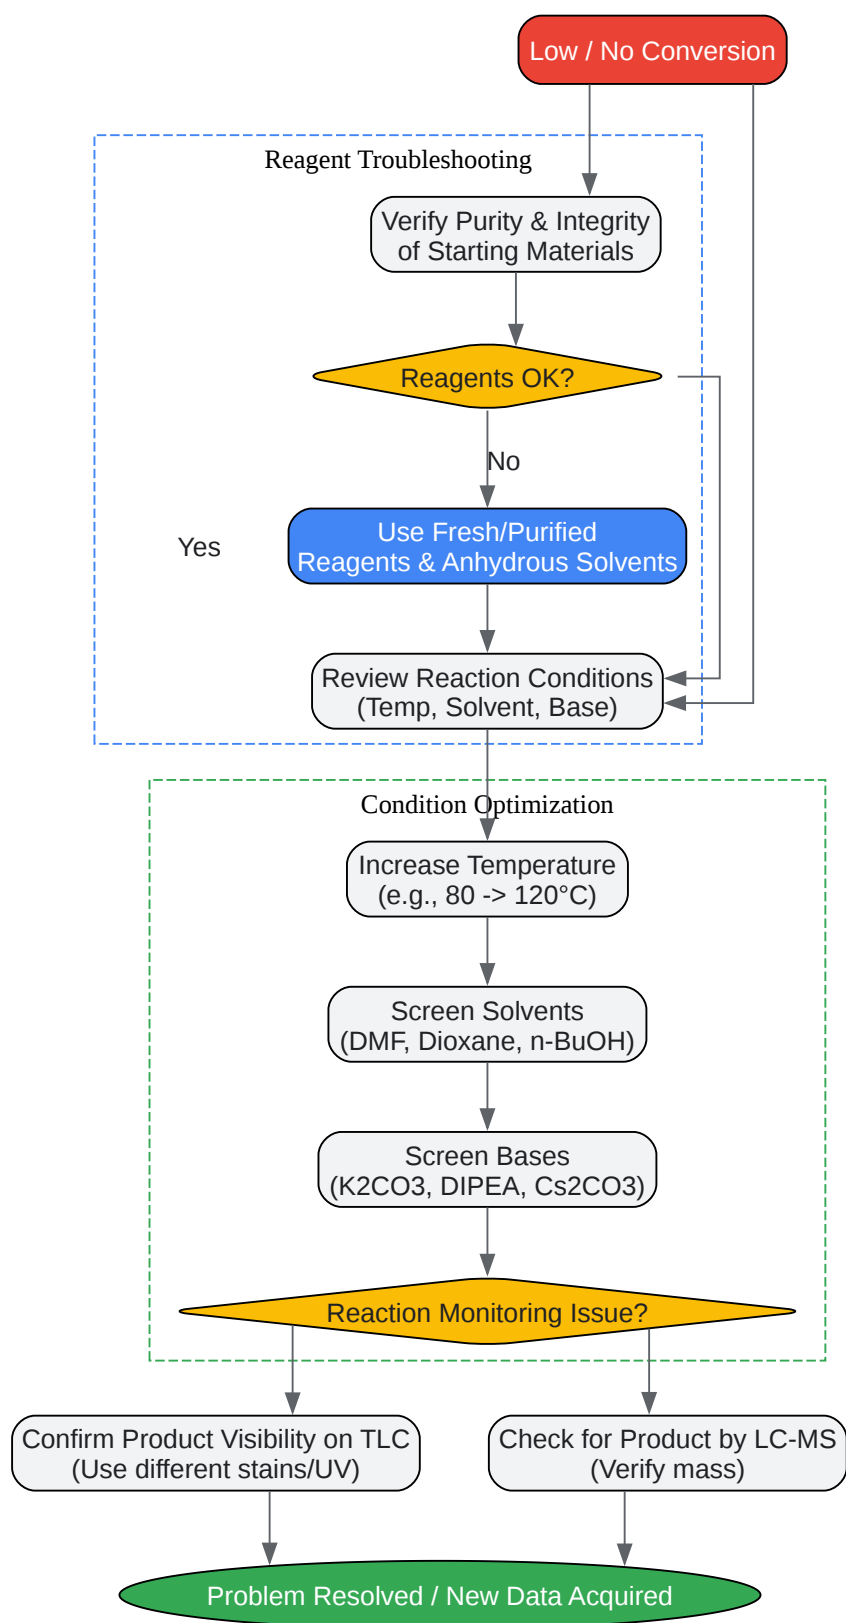 Low / No Conversion
Reagent Troubleshooting
Verify Purity & Integrity
of Starting Materials
Reagents OK?
No
Yes
Use Fresh/Purified
Reagents & Anhydrous Solvents
Review Reaction Conditions
(Temp, Solvent, Base)
Condition Optimization
Increase Temperature
(e.g., 80 -> 120°C)
Screen Solvents
(DMF, Dioxane, n-BuOH)
Screen Bases
(K2CO3, DIPEA, Cs2CO3)
Reaction Monitoring Issue?
Confirm Product Visibility on TLC
(Use different stains/UV)
Check for Product by LC-MS
(Verify mass)
Problem Resolved / New Data Acquired